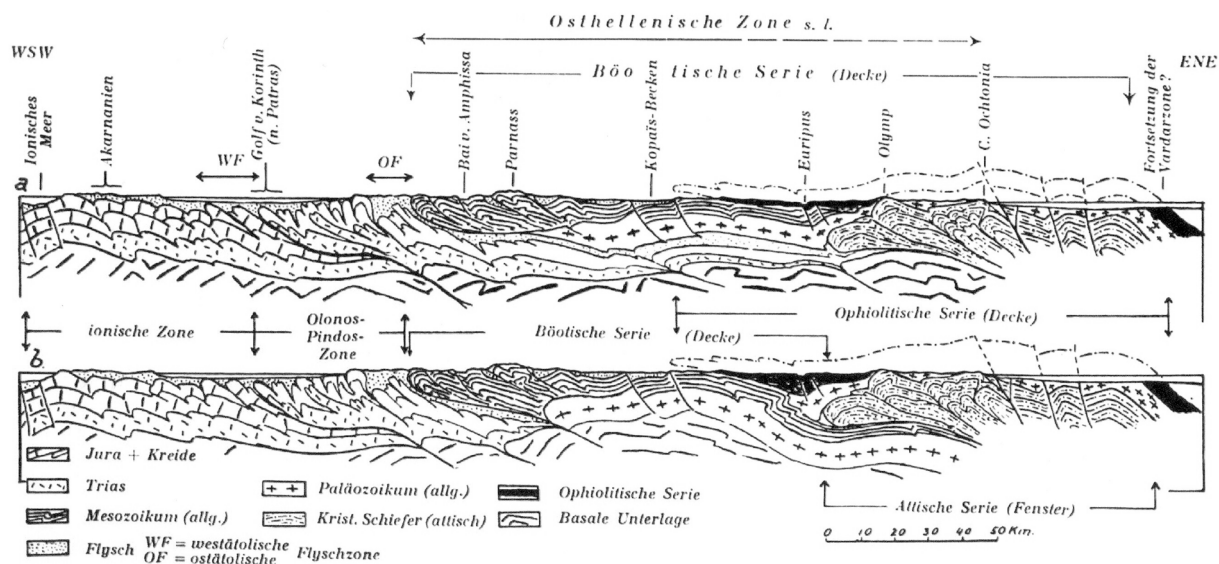 Osthellenische Zone s. l.
WSW
ENE
Böo tische Serie (Decke)
Ionisches Meer
Akarnanien
WF
Golf v. Korinth (n. Patras)
OF
Bai v. Amphissa
Parnass
Kopaïs-Becken
Euripus
Olymp
C. Ochtonia
Fortsetzung der Vardarzone?
a
ionische Zone
Olonos-
Pindos-
Zone
Böotische Serie (Decke)
Ophiolitische Serie (Decke)
b
Jura + Kreide
Trias
Mesozoikum (allg.)
Flysch WF = westätolische Flyschzone
OF = ostätolische
Paläozoikum (allg.)
Krist. Schiefer (attisch)
Ophiolitische Serie
Basale Unterlage
Attische Serie (Fenster)
0 10 20 30 40 50 Km.